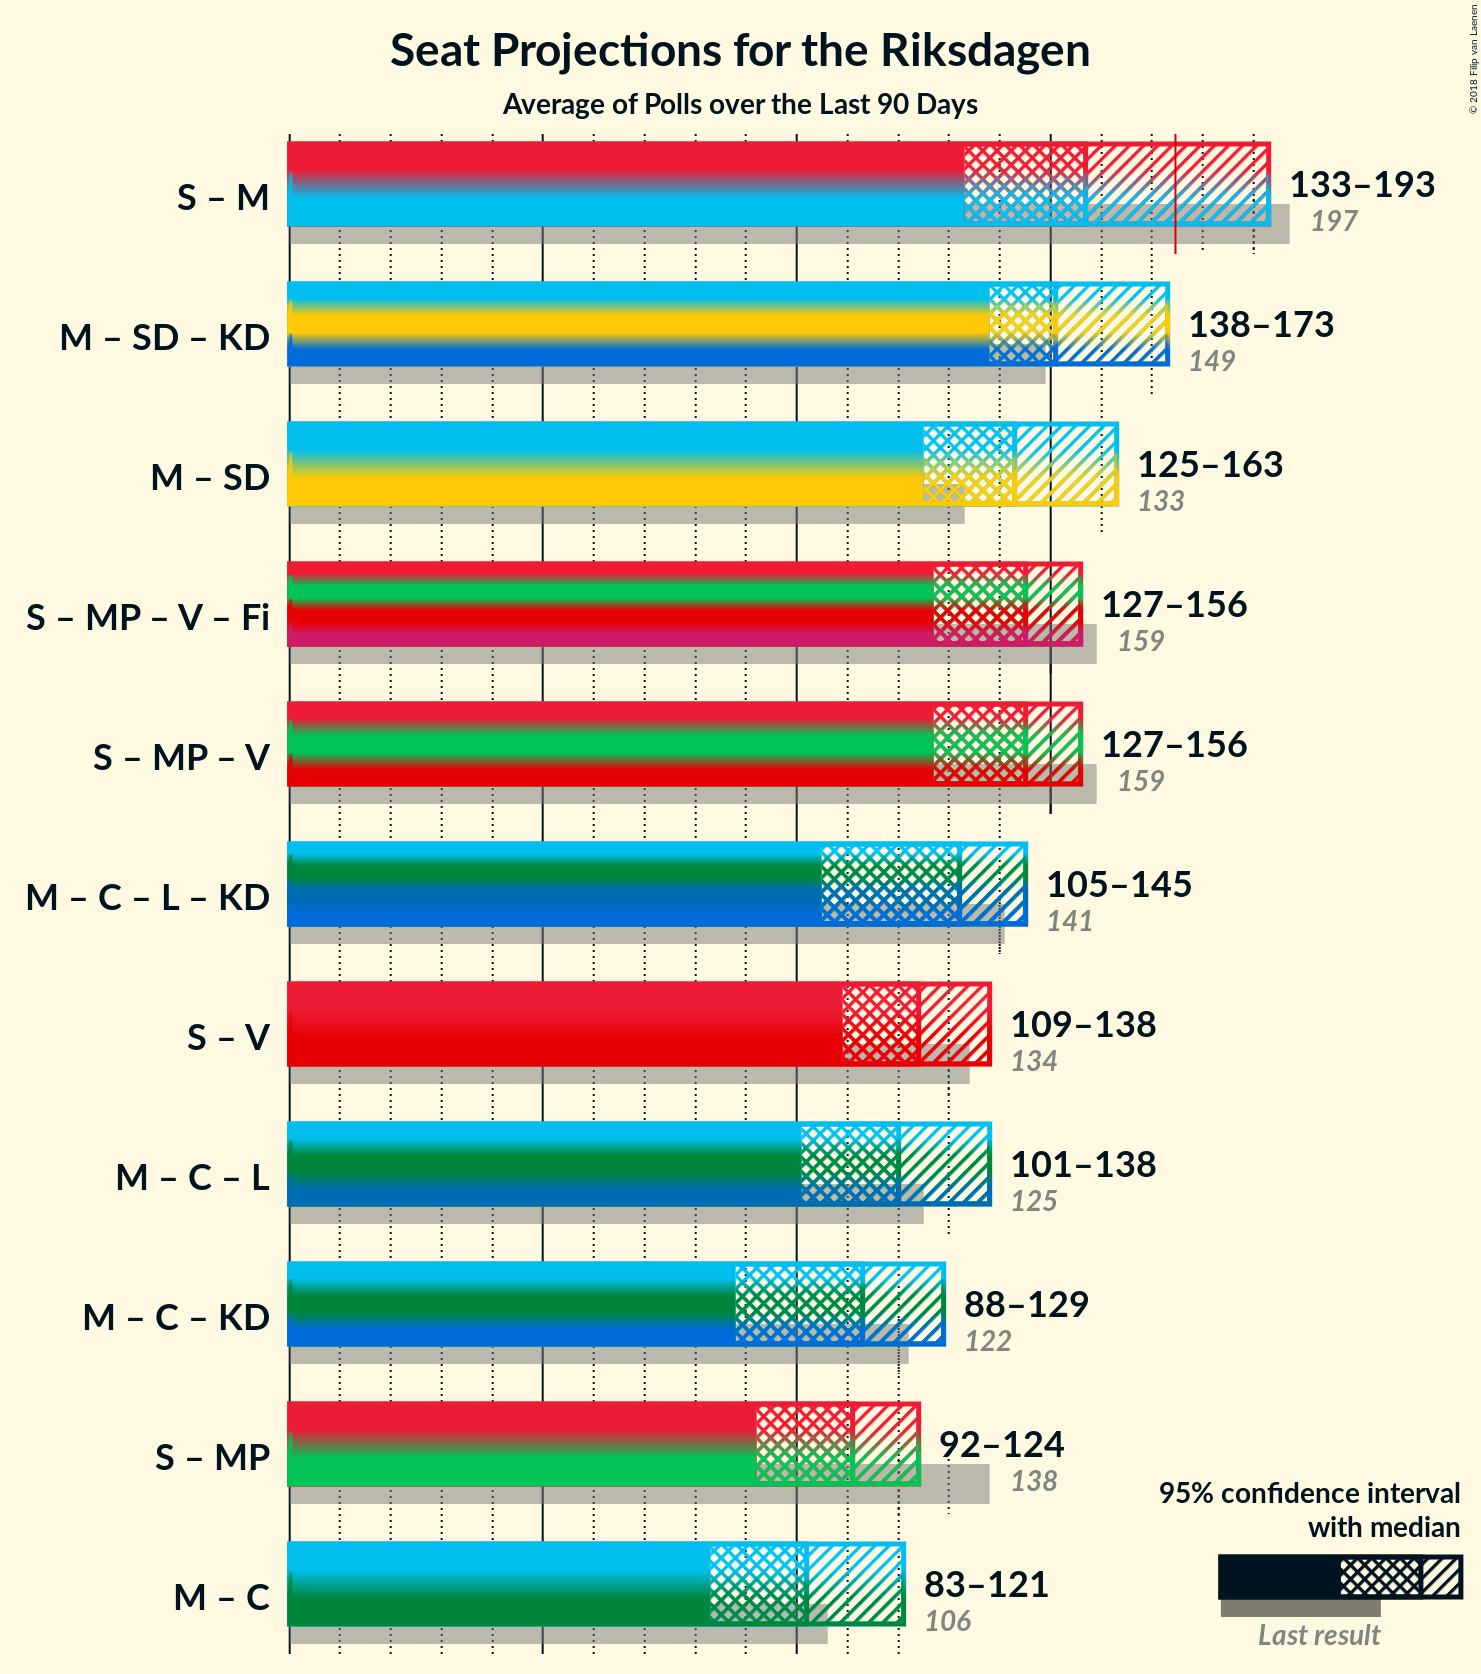 Seat Projections for the Riksdagen
Average of Polls over the Last 90 Days
© 2018 Filip van Laenen
S – M
133–193
197
M – SD – KD
138–173
149
M – SD
125–163
133
S – MP – V – Fi
127–156
159
S – MP – V
127–156
159
M – C – L – KD
105–145
141
S – V
109–138
134
M – C – L
101–138
125
M – C – KD
88–129
122
S – MP
92–124
138
M – C
83–121
106
95% confidence interval
with median
Last result